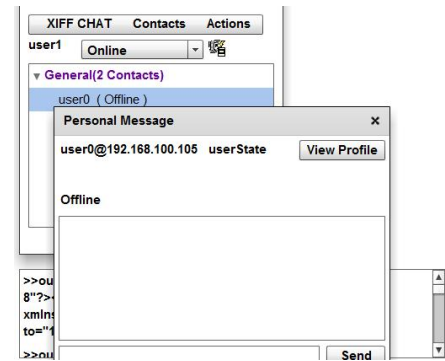 XIFF CHAT Contacts Actions
user1 Online
General(2 Contacts)
user0 ( Offline )
Personal Message x
user0@192.168.100.105 userState View Profile
Offline
>>ou
8"?><
xmlns
to="1
>>ou
Send